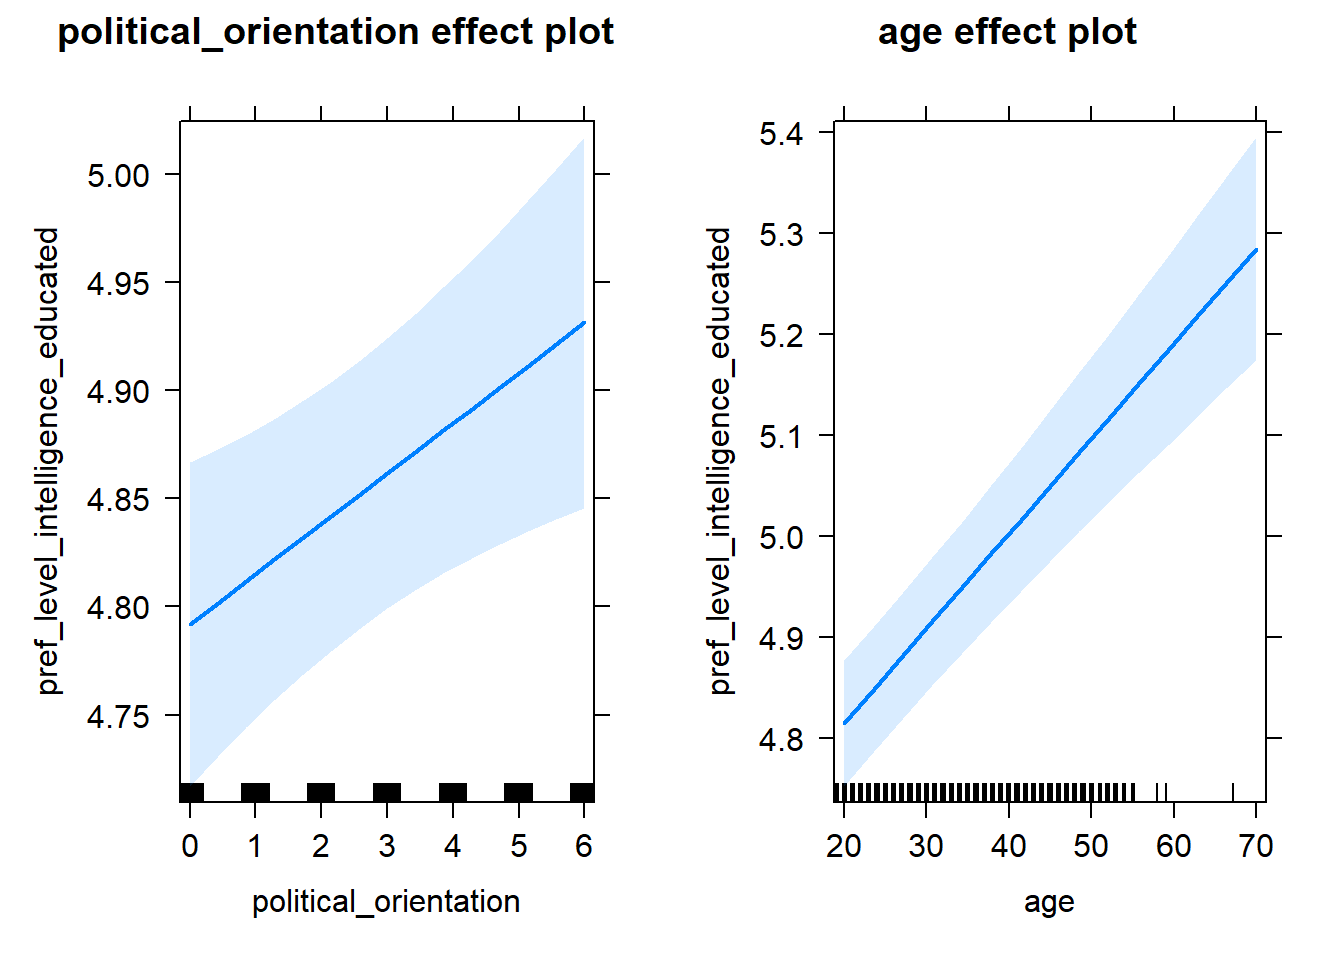 political_orientation effect plot
pref_level_intelligence_educated
5.00
4.95
4.90
4.85
4.80
4.75
0 1 2 3 4 5 6
political_orientation
age effect plot
pref_level_intelligence_educated
5.4
5.3
5.2
5.1
5.0
4.9
4.8
20 30 40 50 60 70
age